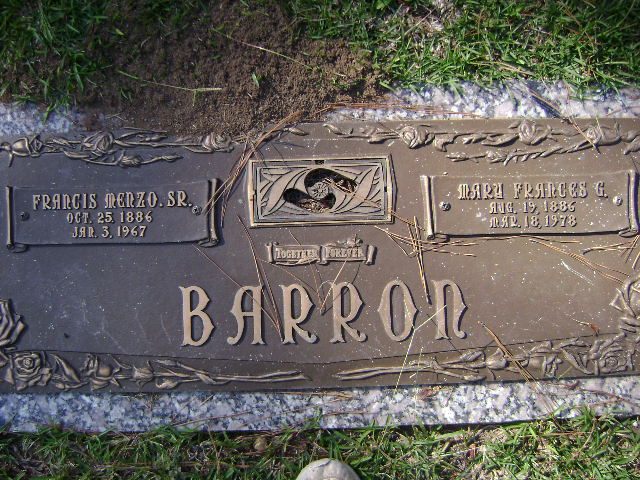 FRANCIS MENZO. SR.
OCT. 25. 1886
JAN. 3, 1967
TOGETHER FOREVER
MARY FRANCES G.
AUG. 19, 1886
MAR. 18, 1978
BARRON